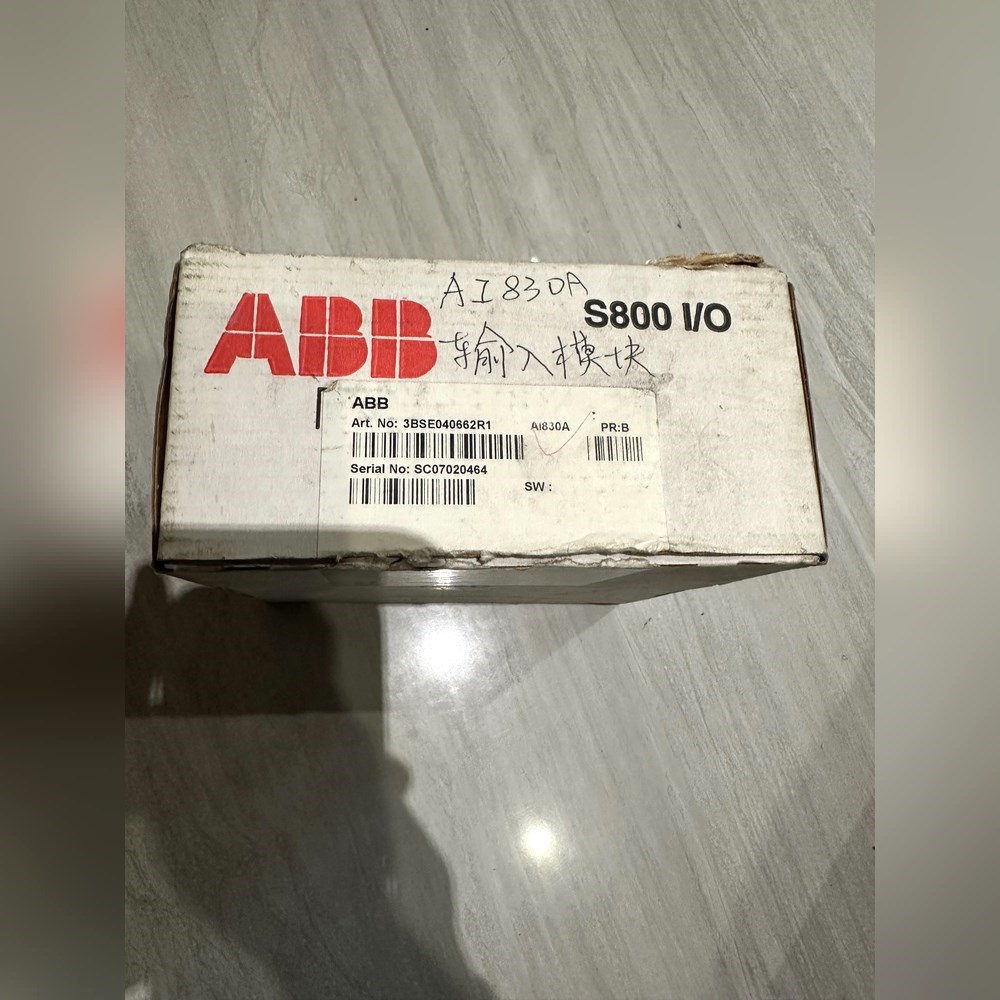 ABB
AI830A
S800 I/O
输入模块
ABB
Art. No: 3BSE040662R1 AI830A PR:B
Serial No: SC07020464
SW :